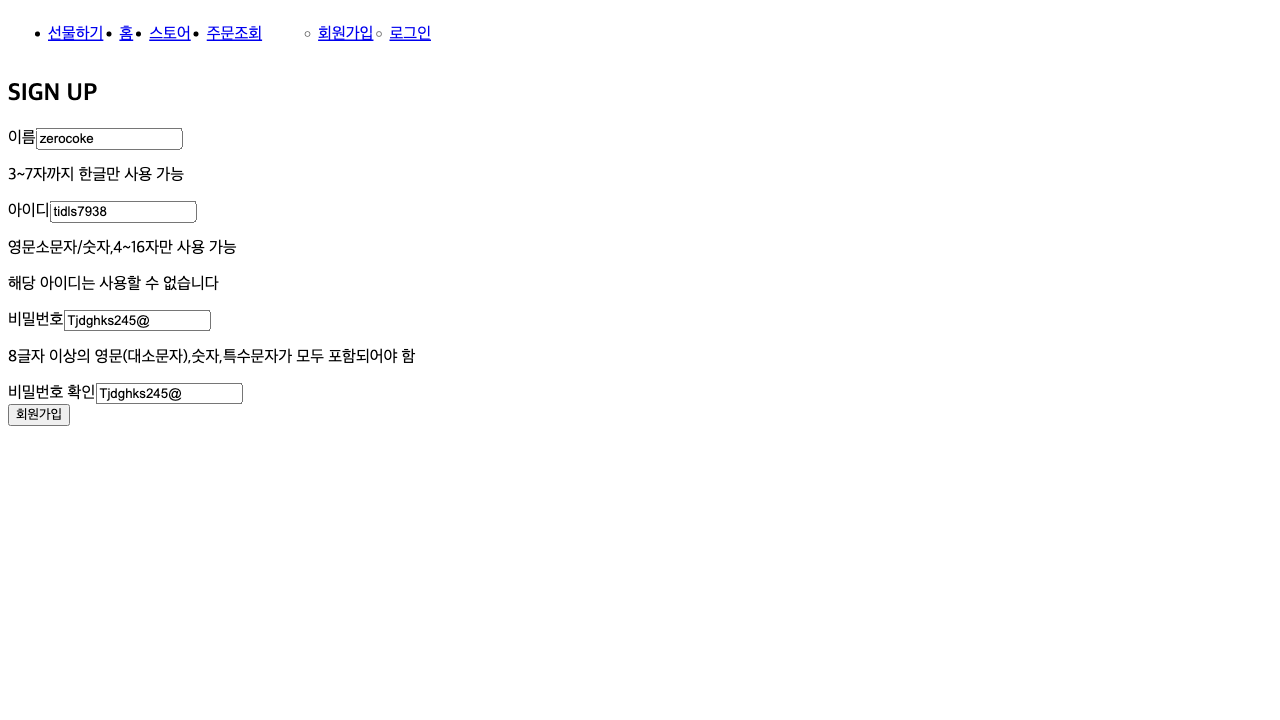 선물하기 홈 스토어 주문조회 회원가입 로그인
SIGN UP
이름 zerocoke
3~7자까지 한글만 사용 가능
아이디 tidls7938
영문소문자/숫자,4~16자만 사용 가능
해당 아이디는 사용할 수 없습니다
비밀번호 Tjdghks245@
8글자 이상의 영문(대소문자),숫자,특수문자가 모두 포함되어야 함
비밀번호 확인 Tjdghks245@
회원가입